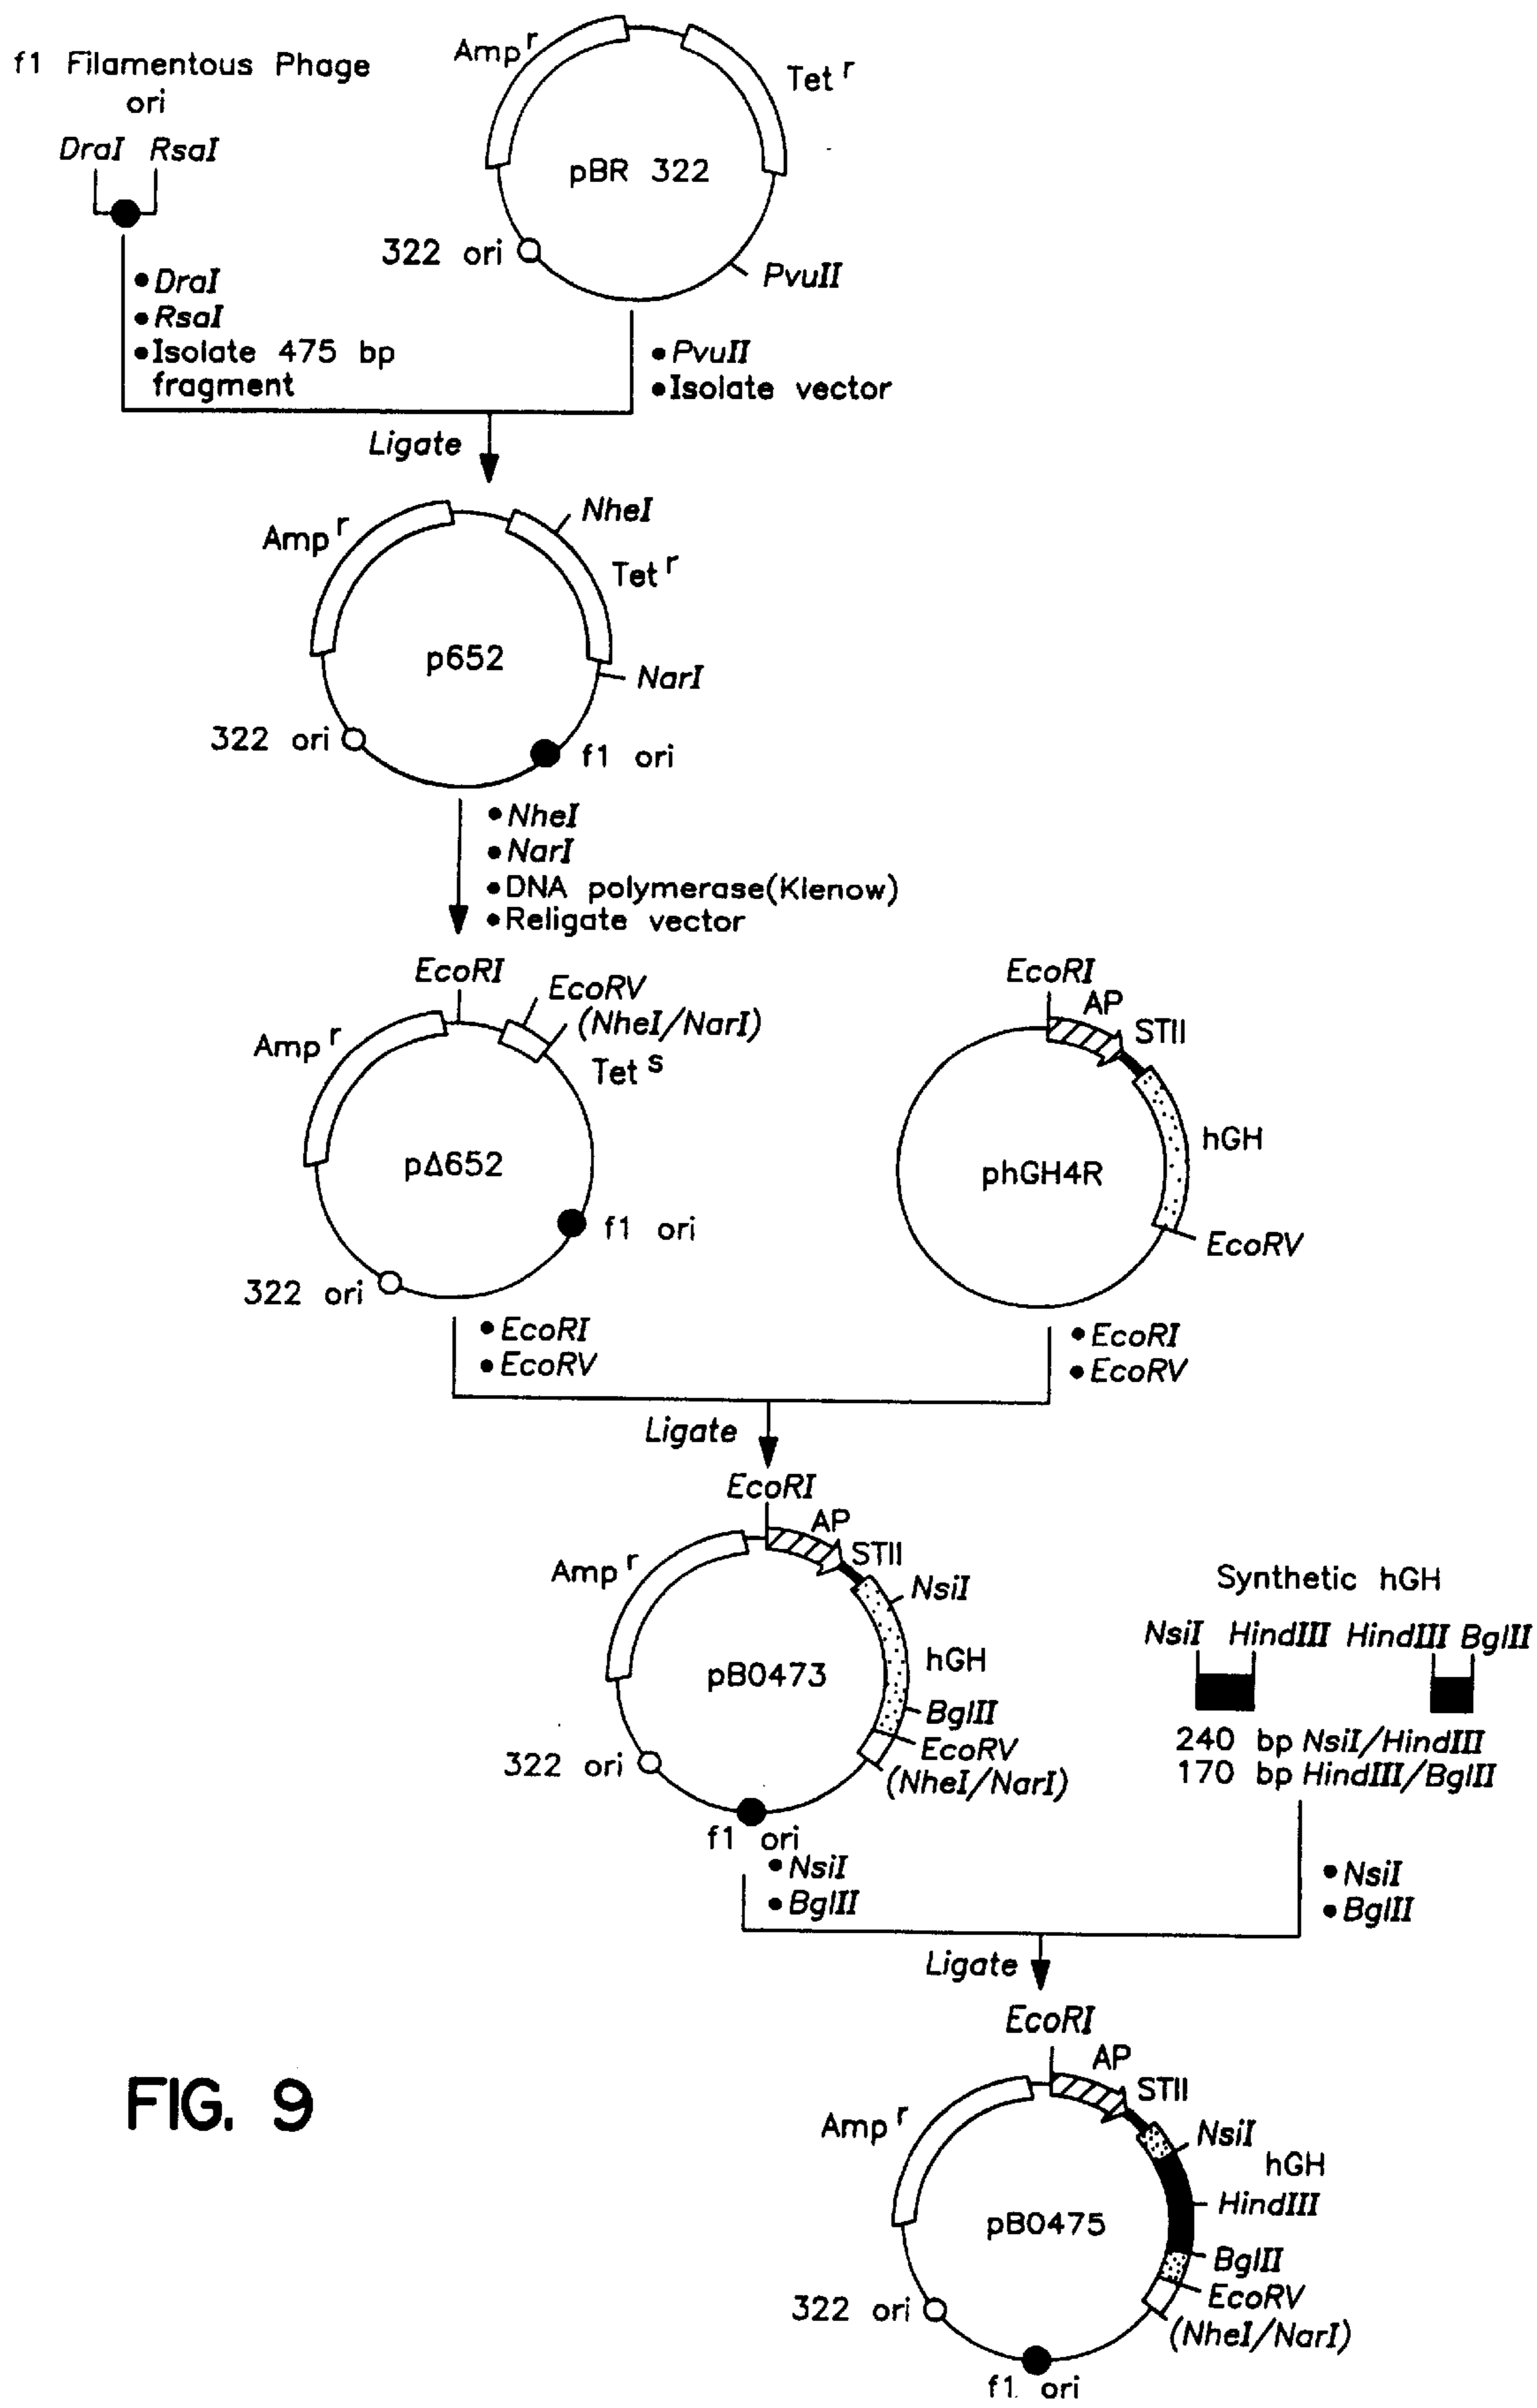 f1 Filamentous Phage
ori
DraI RsaI
Amp r
Tet r
pBR 322
322 ori
PvuII
•DraI
•RsaI
•Isolate 475 bp
fragment
•PvuII
•Isolate vector
Ligate
Amp r
NheI
Tet r
p652
NarI
322 ori
f1 ori
•NheI
•NarI
•DNA polymerase(Klenow)
•Religate vector
EcoRI
EcoRV
(NheI/NarI)
Amp r
Tet s
pΔ652
f1 ori
322 ori
•EcoRI
•EcoRV
EcoRI
AP
STII
hGH
phGH4R
EcoRV
•EcoRI
•EcoRV
Ligate
EcoRI
AP
STII
Amp r
NsiI
hGH
pB0473
BglII
EcoRV
(NheI/NarI)
322 ori
f1 ori
•NsiI
•BglII
Synthetic hGH
NsiI HindIII HindIII BglII
240 bp NsiI/HindIII
170 bp HindIII/BglII
•NsiI
•BglII
Ligate
EcoRI
AP
STII
Amp r
NsiI
hGH
HindIII
pB0475
BglII
EcoRV
(NheI/NarI)
322 ori
f1 ori
FIG. 9